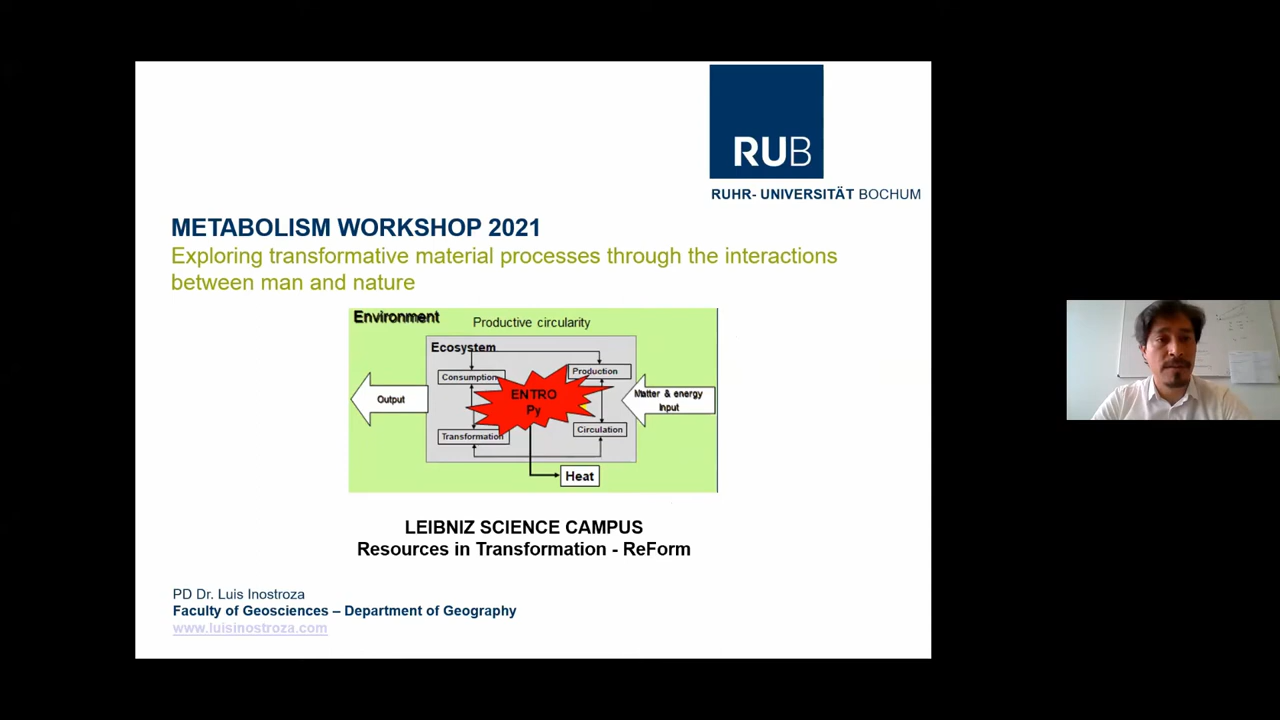 RUB
RUHR- UNIVERSITÄT BOCHUM
METABOLISM WORKSHOP 2021
Exploring transformative material processes through the interactions
between man and nature
Environment
Productive circularity
Ecosystem
Consumption
Production
ENTRO
Py
Output
Matter & energy
Input
Transformation
Circulation
Heat
LEIBNIZ SCIENCE CAMPUS
Resources in Transformation - ReForm
PD Dr. Luis Inostroza
Faculty of Geosciences – Department of Geography
www.luisinostroza.com